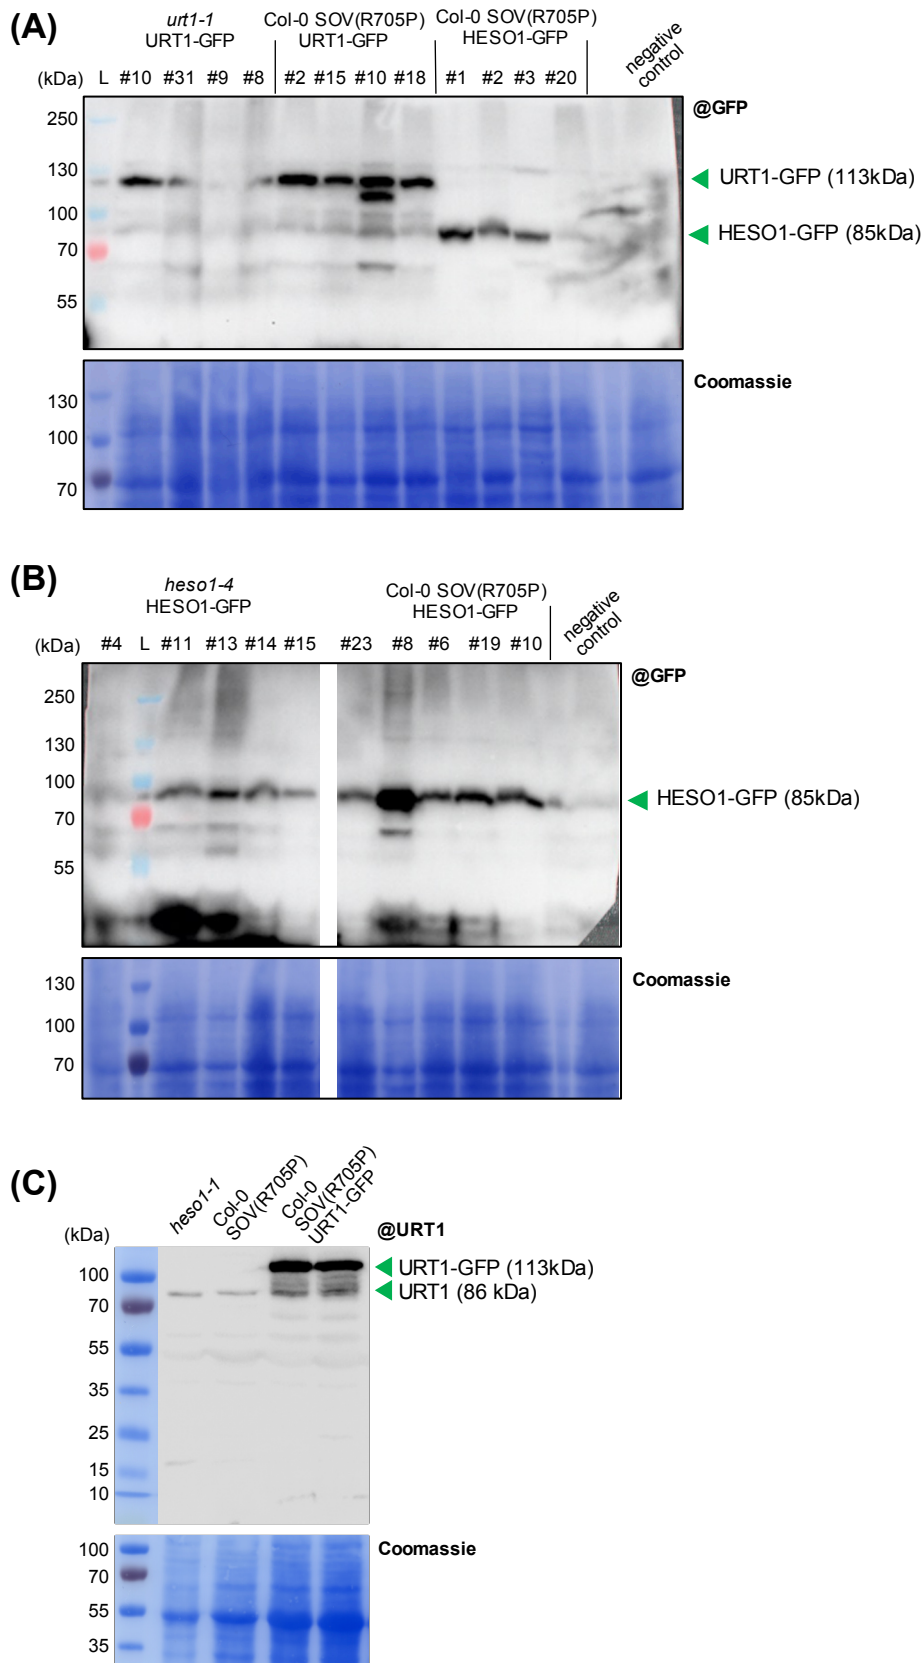 (A)
urt1-1
URT1-GFP
Col-0 SOV(R705P)
URT1-GFP
Col-0 SOV(R705P)
HESO1-GFP
negative
control
(kDa) L #10 #31 #9 #8 #2 #15 #10 #18 #1 #2 #3 #20
@GFP
250
130
100
70
55
URT1-GFP (113kDa)
HESO1-GFP (85kDa)
Coomassie
130
100
70
(B)
heso1-4
HESO1-GFP
Col-0 SOV(R705P)
HESO1-GFP
negative
control
(kDa) #4 L #11 #13 #14 #15 #23 #8 #6 #19 #10
@GFP
250
130
100
70
55
HESO1-GFP (85kDa)
Coomassie
130
100
70
(C)
heso1-1
Col-0
SOV(R705P)
Col-0
SOV(R705P)
URT1-GFP
@URT1
(kDa)
100
70
55
35
25
15
10
URT1-GFP (113kDa)
URT1 (86 kDa)
Coomassie
100
70
55
35